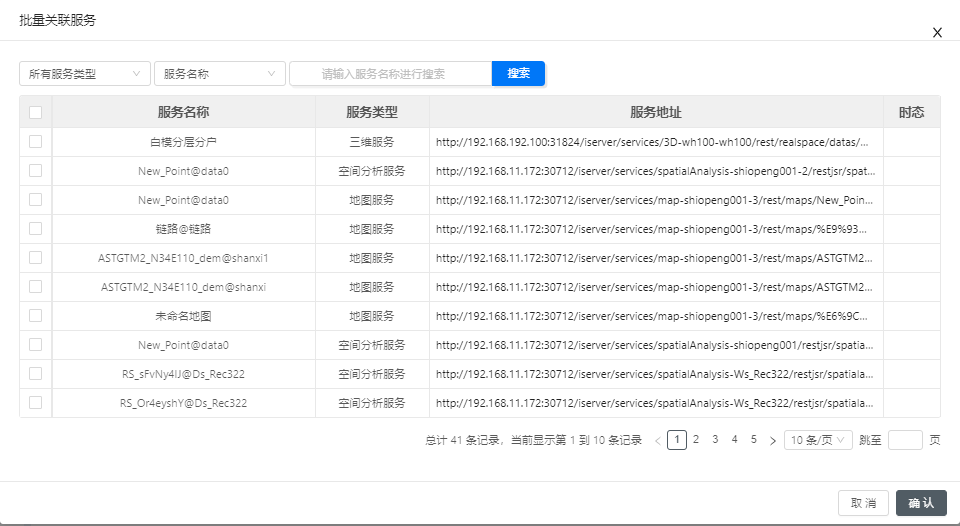 批量关联服务
所有服务类型 服务名称 请输入服务名称进行搜索 搜索
服务名称 服务类型 服务地址 时态
白模分层分户 三维服务 http://192.168.192.100:31824/iserver/services/3D-wh100-wh100/rest/realspace/datas/...
New_Point@data0 空间分析服务 http://192.168.11.172:30712/iserver/services/spatialAnalysis-shiopeng001-2/restjsr/spat...
New_Point@data0 地图服务 http://192.168.11.172:30712/iserver/services/map-shiopeng001-3/rest/maps/New_Poin...
链路@链路 地图服务 http://192.168.11.172:30712/iserver/services/map-shiopeng001-3/rest/maps/%E9%93...
ASTGTM2_N34E110_dem@shanxi1 地图服务 http://192.168.11.172:30712/iserver/services/map-shiopeng001-3/rest/maps/ASTGTM2...
ASTGTM2_N34E110_dem@shanxi 地图服务 http://192.168.11.172:30712/iserver/services/map-shiopeng001-3/rest/maps/ASTGTM2...
未命名地图 地图服务 http://192.168.11.172:30712/iserver/services/map-shiopeng001-3/rest/maps/%E6%9C...
New_Point@data0 空间分析服务 http://192.168.11.172:30712/iserver/services/spatialAnalysis-shiopeng001/restjsr/spatia...
RS_sFvNy4IJ@Ds_Rec322 空间分析服务 http://192.168.11.172:30712/iserver/services/spatialAnalysis-Ws_Rec322/restjsr/spatiala...
RS_Or4eyshY@Ds_Rec322 空间分析服务 http://192.168.11.172:30712/iserver/services/spatialAnalysis-Ws_Rec322/restjsr/spatiala...
总计 41 条记录，当前显示第 1 到 10 条记录 < 1 2 3 4 5 > 10 条/页 跳至 页
取 消 确 认